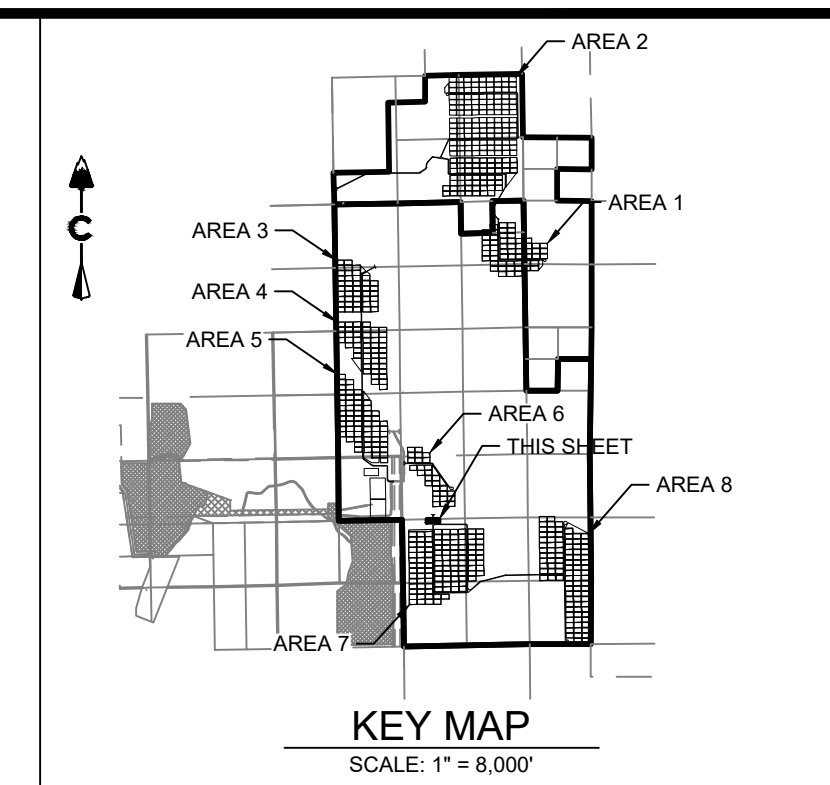 AREA 2
AREA 1
AREA 3
AREA 4
AREA 5
AREA 6
THIS SHEET
AREA 8
AREA 7
C
KEY MAP
SCALE: 1" = 8,000'